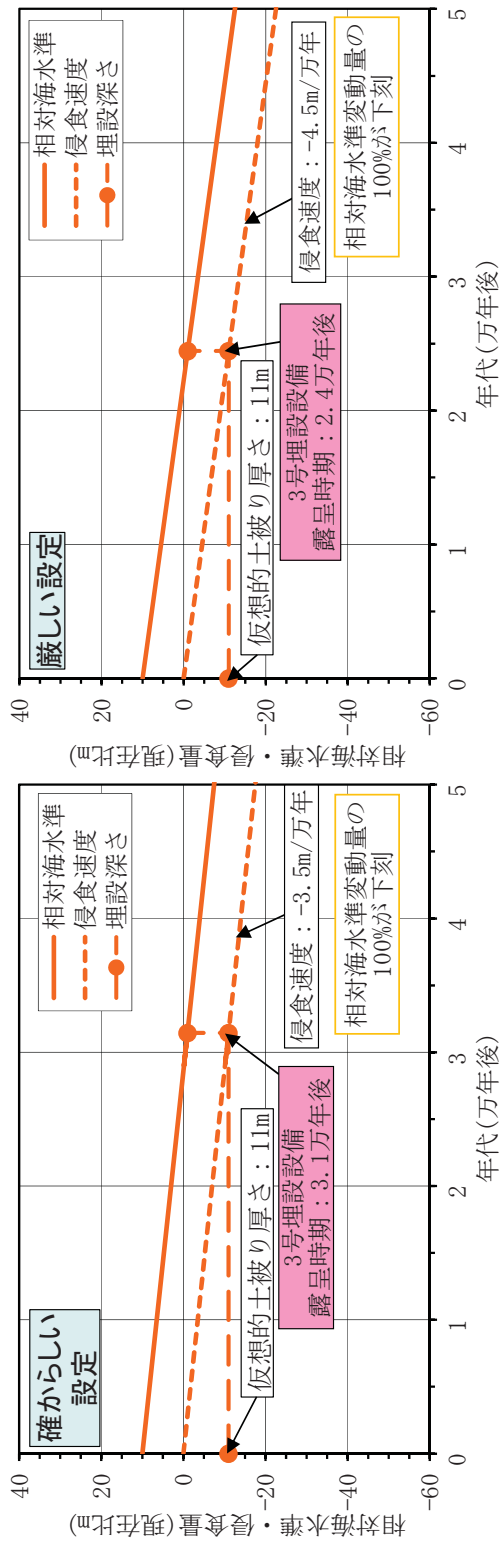 確からしい
設定
相対海水準
侵食速度
埋設深さ
40
20
0
-20
-40
-60
相対海水準・侵食量(現在比m)
仮想的土被り厚さ：11m
3号埋設設備
露呈時期：3.1万年後
侵食速度：-3.5m/万年
相対海水準変動量の
100%が下刻
0
1
2
3
4
5
年代(万年後)
厳しい設定
相対海水準
侵食速度
埋設深さ
40
20
0
-20
-40
-60
相対海水準・侵食量(現在比m)
仮想的土被り厚さ：11m
3号埋設設備
露呈時期：2.4万年後
侵食速度：-4.5m/万年
相対海水準変動量の
100%が下刻
0
1
2
3
4
5
年代(万年後)